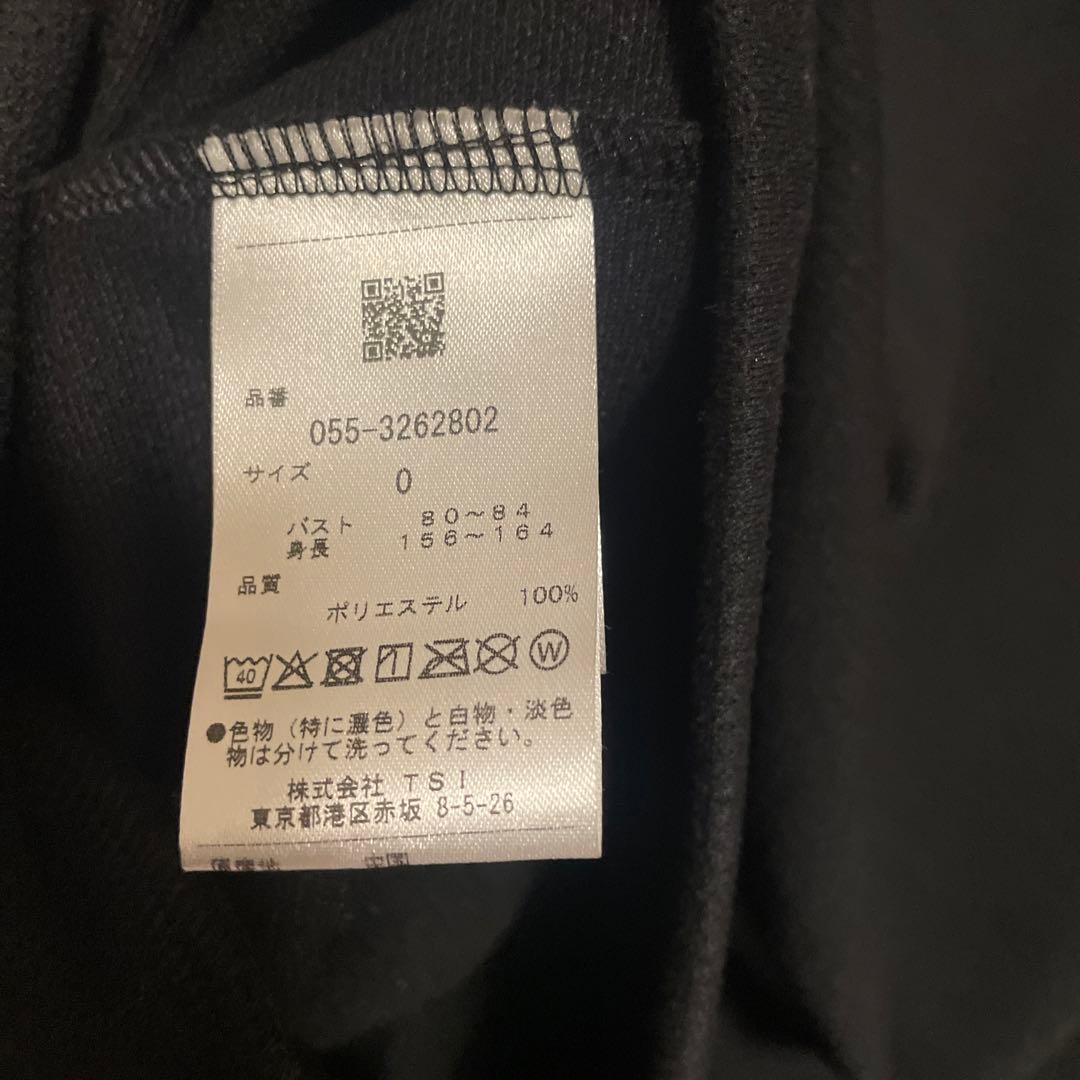 品番
055-3262802
サイズ 0
バスト 80～84
身長 156～164
品質
ポリエステル 100%
40
W
●色物（特に濃色）と白物・淡色
物は分けて洗ってください。
株式会社 TSI
東京都港区赤坂 8-5-26